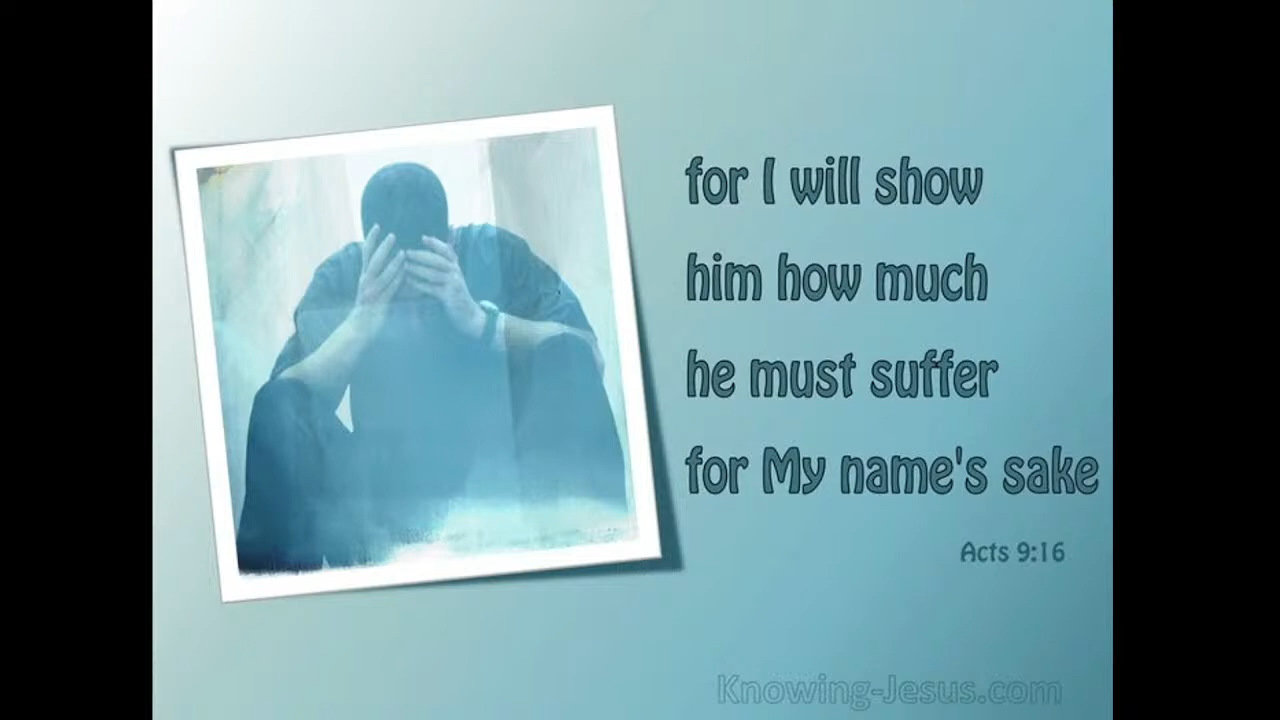 for I will show
him how much
he must suffer
for My name's sake
Acts 9:16
Knowing-Jesus.com